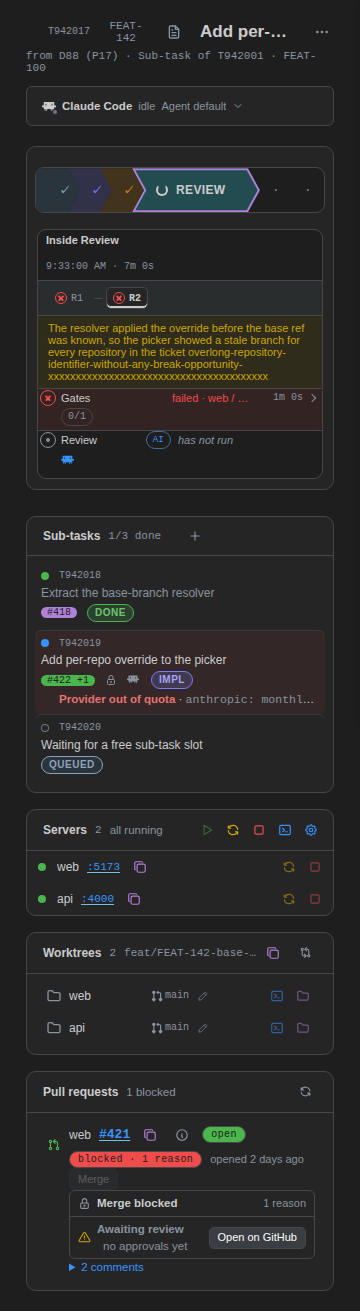 T942017 FEAT-142 Add per-…
from D88 (P17) · Sub-task of T942001 · FEAT-100
Claude Code idle Agent default
REVIEW
Inside Review
9:33:00 AM · 7m 0s
R1 R2
The resolver applied the override before the base ref
was known, so the picker showed a stale branch for
every repository in the ticket overlong-repository-
identifier-without-any-break-opportunity-
xxxxxxxxxxxxxxxxxxxxxxxxxxxxxxxxxxxxxxxx
Gates failed · web / … 1m 0s
0/1
Review AI has not run
Sub-tasks 1/3 done
T942018
Extract the base-branch resolver
#418 DONE
T942019
Add per-repo override to the picker
#422 +1 IMPL
Provider out of quota · anthropic: monthl…
T942020
Waiting for a free sub-task slot
QUEUED
Servers 2 all running
web :5173
api :4000
Worktrees 2 feat/FEAT-142-base-…
web main
api main
Pull requests 1 blocked
web #421 open
blocked · 1 reason opened 2 days ago
Merge
Merge blocked 1 reason
Awaiting review
no approvals yet
Open on GitHub
2 comments